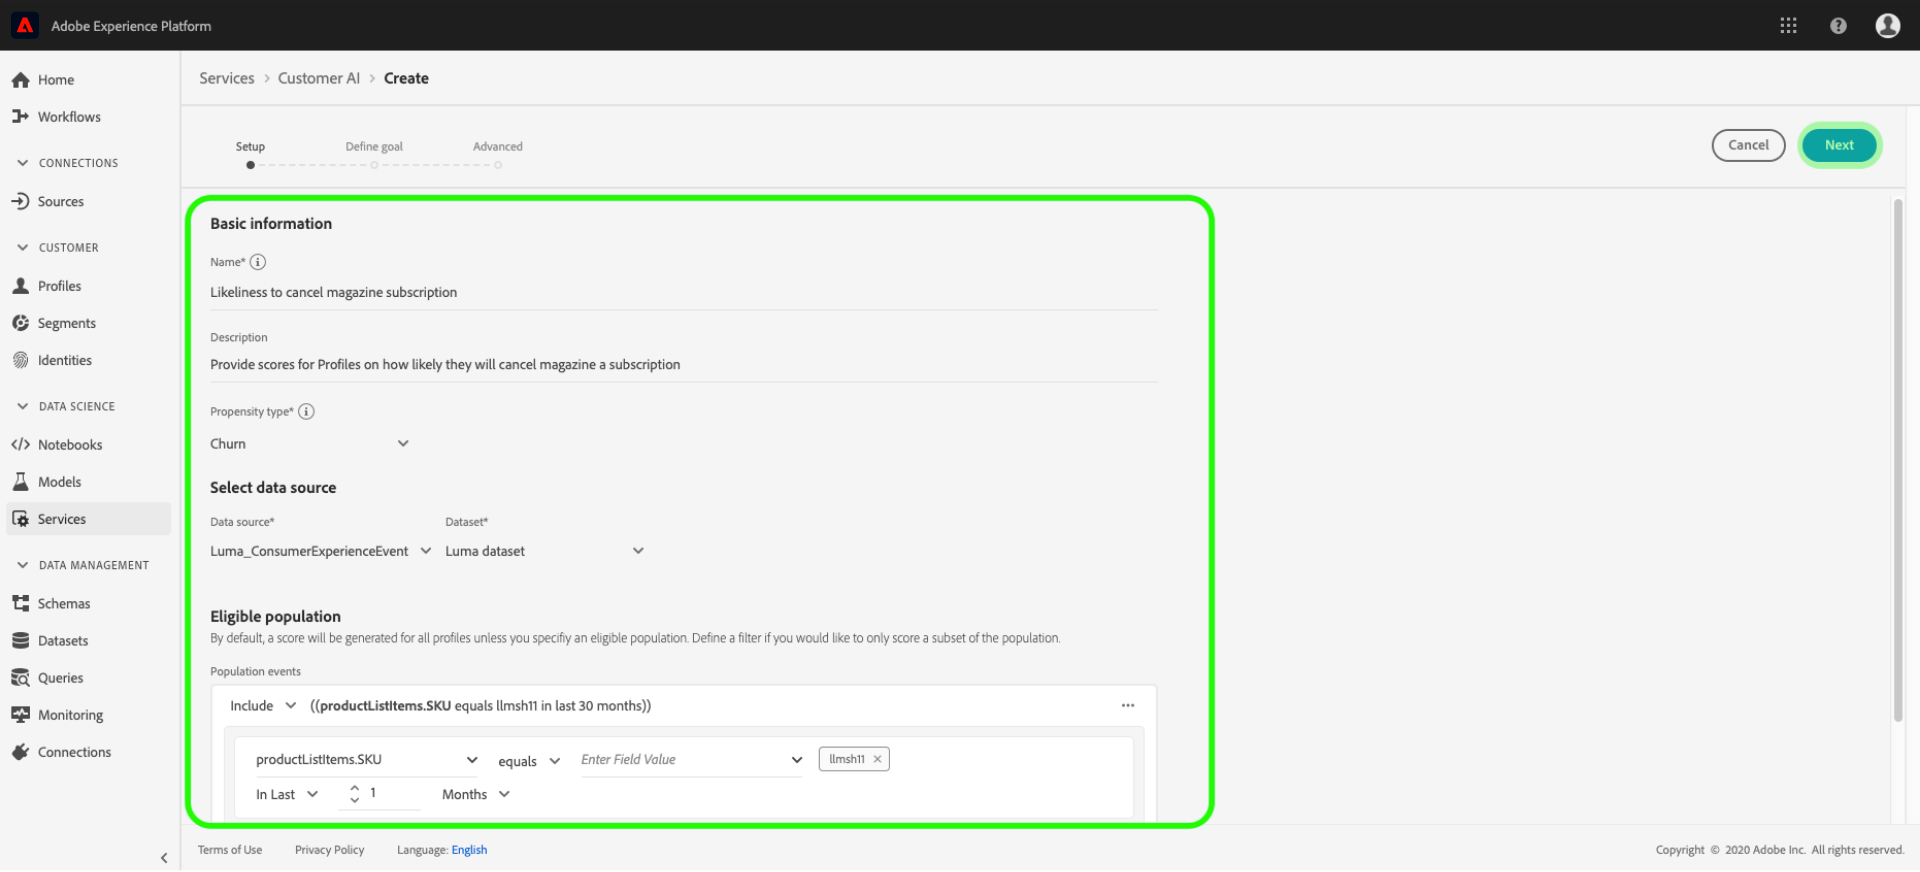 Adobe Experience Platform
Home
Workflows
CONNECTIONS
Sources
CUSTOMER
Profiles
Segments
Identities
DATA SCIENCE
Notebooks
Models
Services
DATA MANAGEMENT
Schemas
Datasets
Queries
Monitoring
Connections
Services > Customer AI > Create
Setup Define goal Advanced
Cancel Next
Basic information
Name*
Likeliness to cancel magazine subscription
Description
Provide scores for Profiles on how likely they will cancel magazine a subscription
Propensity type*
Churn
Select data source
Data source* Dataset*
Luma_ConsumerExperienceEvent Luma dataset
Eligible population
By default, a score will be generated for all profiles unless you specifiy an eligible population. Define a filter if you would like to only score a subset of the population.
Population events
Include ((productListItems.SKU equals llmsh11 in last 30 months)) ...
productListItems.SKU equals Enter Field Value llmsh11 ×
In Last 1 Months
Terms of Use Privacy Policy Language: English
Copyright © 2020 Adobe Inc. All rights reserved.